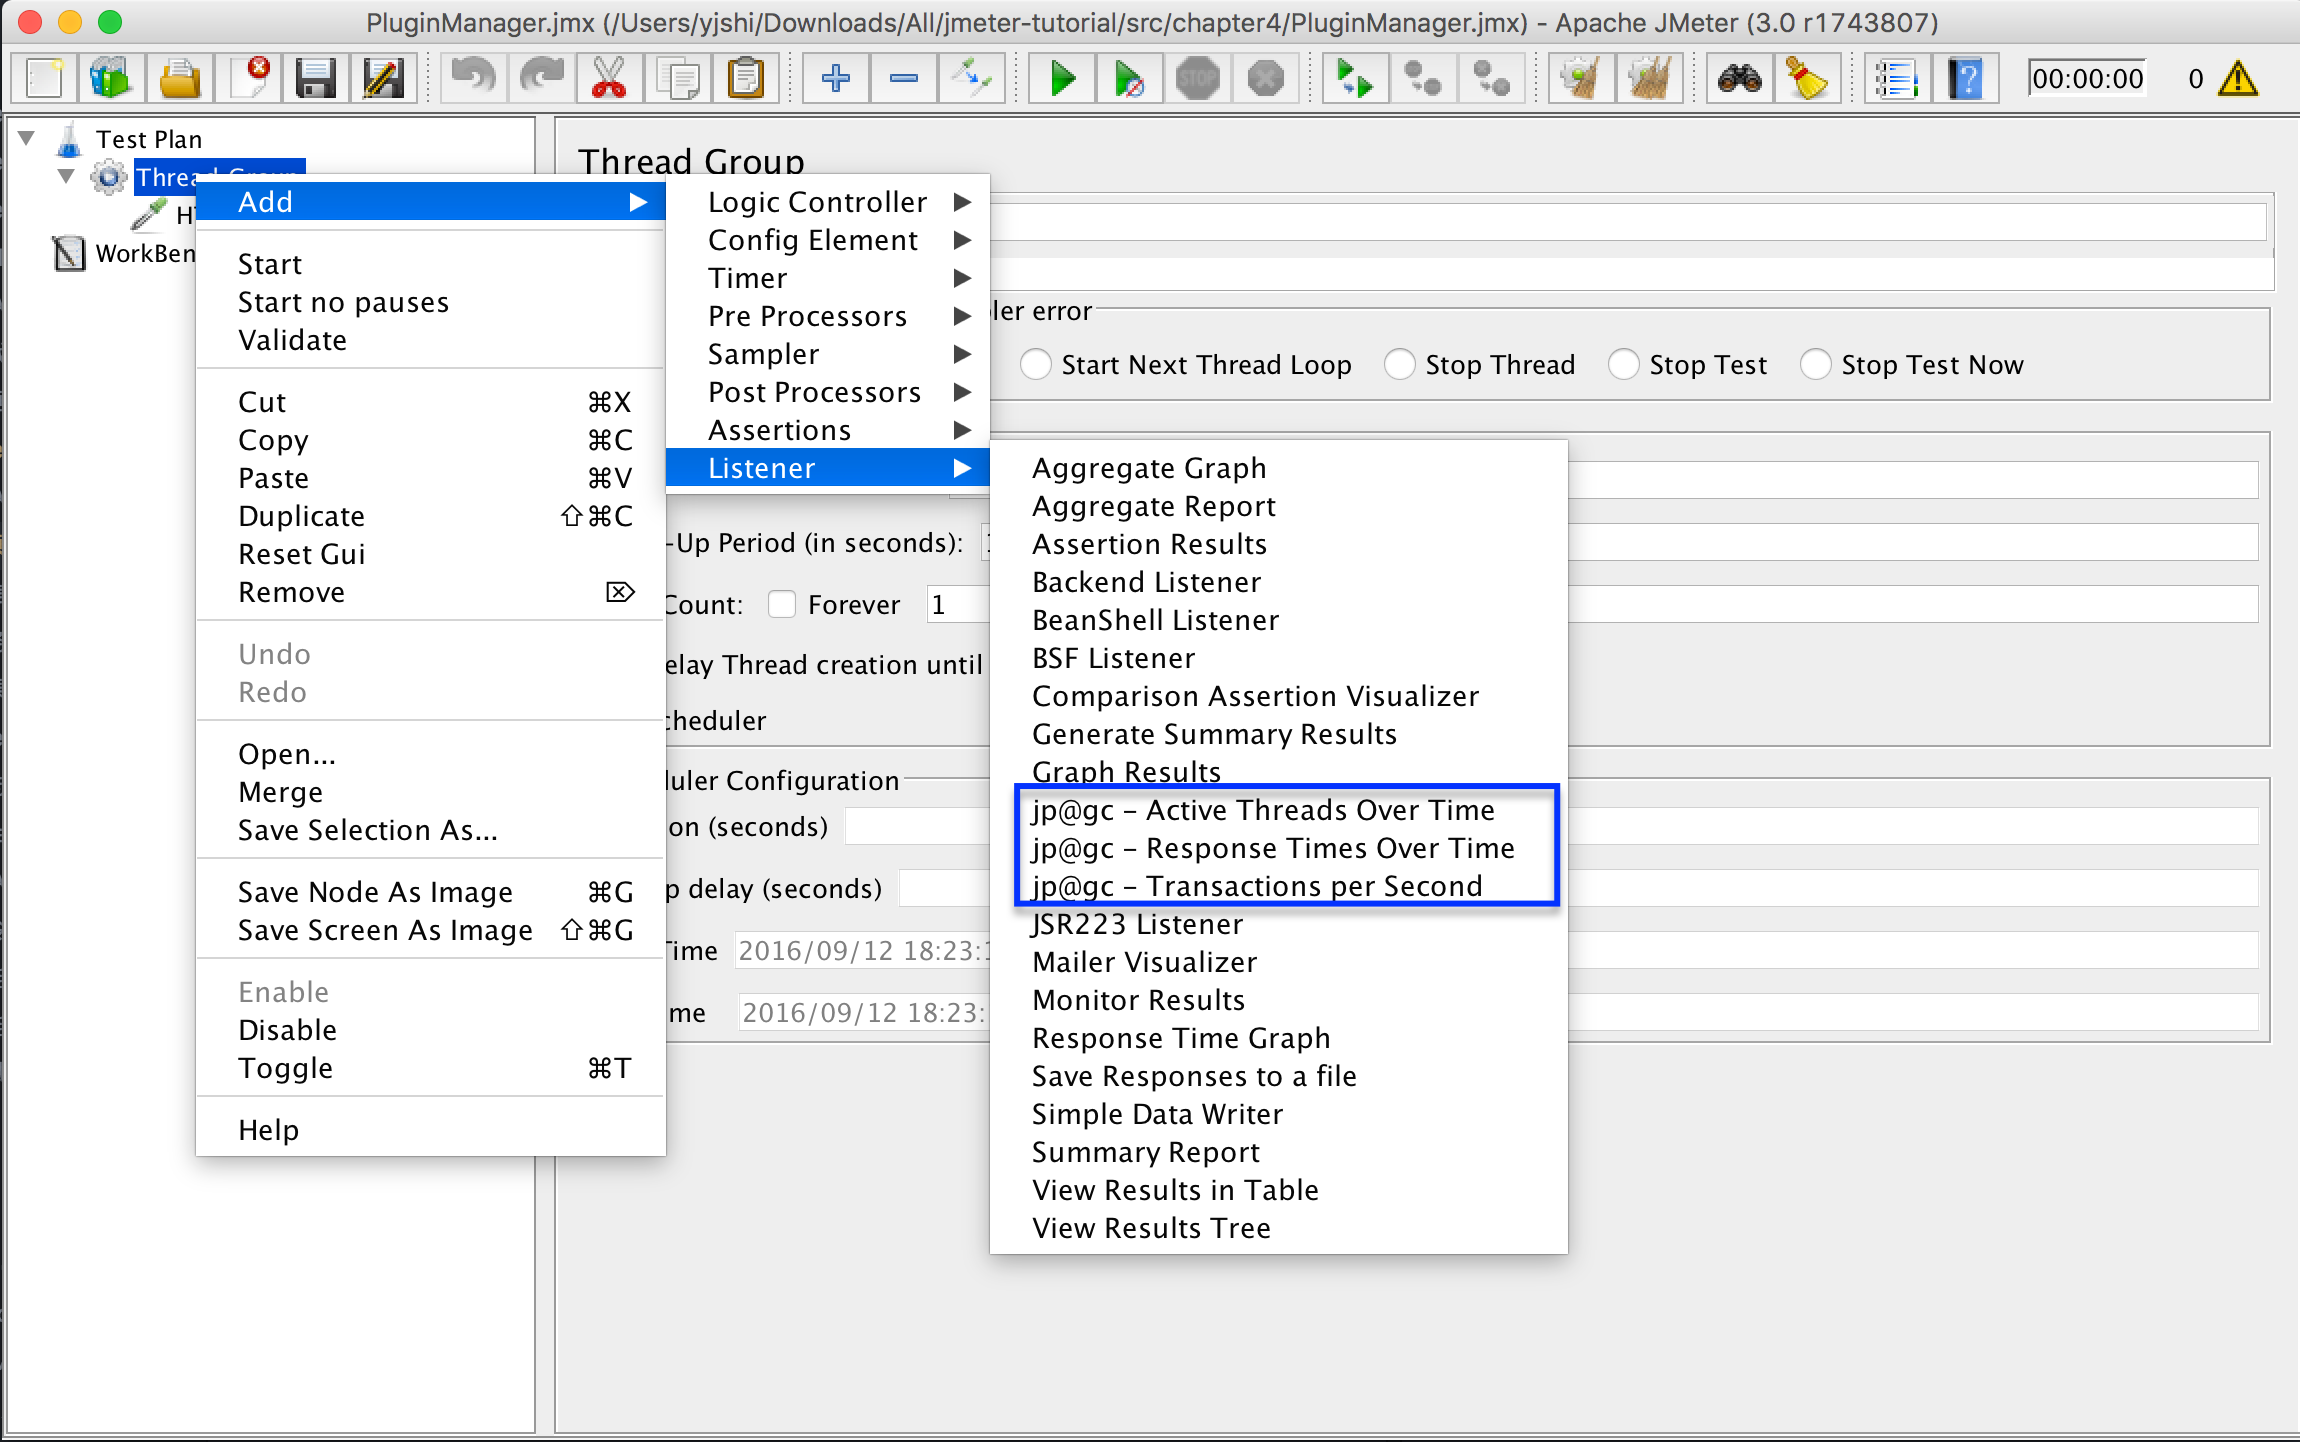 PluginManager.jmx (/Users/yjshi/Downloads/All/jmeter-tutorial/src/chapter4/PluginManager.jmx) - Apache JMeter (3.0 r1743807)
STOP
00:00:00
0
Test Plan
Thread Group
WorkBen
Add
Start
Start no pauses
Validate
Cut ⌘X
Copy ⌘C
Paste ⌘V
Duplicate ⇧⌘C
Reset Gui
Remove ⌦
Undo
Redo
Open...
Merge
Save Selection As...
Save Node As Image ⌘G
Save Screen As Image ⇧⌘G
Enable
Disable
Toggle ⌘T
Help
Logic Controller
Config Element
Timer
Pre Processors
Sampler
Post Processors
Assertions
Listener
Aggregate Graph
Aggregate Report
Assertion Results
Backend Listener
BeanShell Listener
BSF Listener
Comparison Assertion Visualizer
Generate Summary Results
Graph Results
jp@gc - Active Threads Over Time
jp@gc - Response Times Over Time
jp@gc - Transactions per Second
JSR223 Listener
Mailer Visualizer
Monitor Results
Response Time Graph
Save Responses to a file
Simple Data Writer
Summary Report
View Results in Table
View Results Tree
Thread Group
ler error
Start Next Thread Loop Stop Thread Stop Test Stop Test Now
-Up Period (in seconds):
Count: Forever 1
elay Thread creation until
cheduler
uler Configuration
on (seconds)
p delay (seconds)
Time 2016/09/12 18:23:1
me 2016/09/12 18:23: